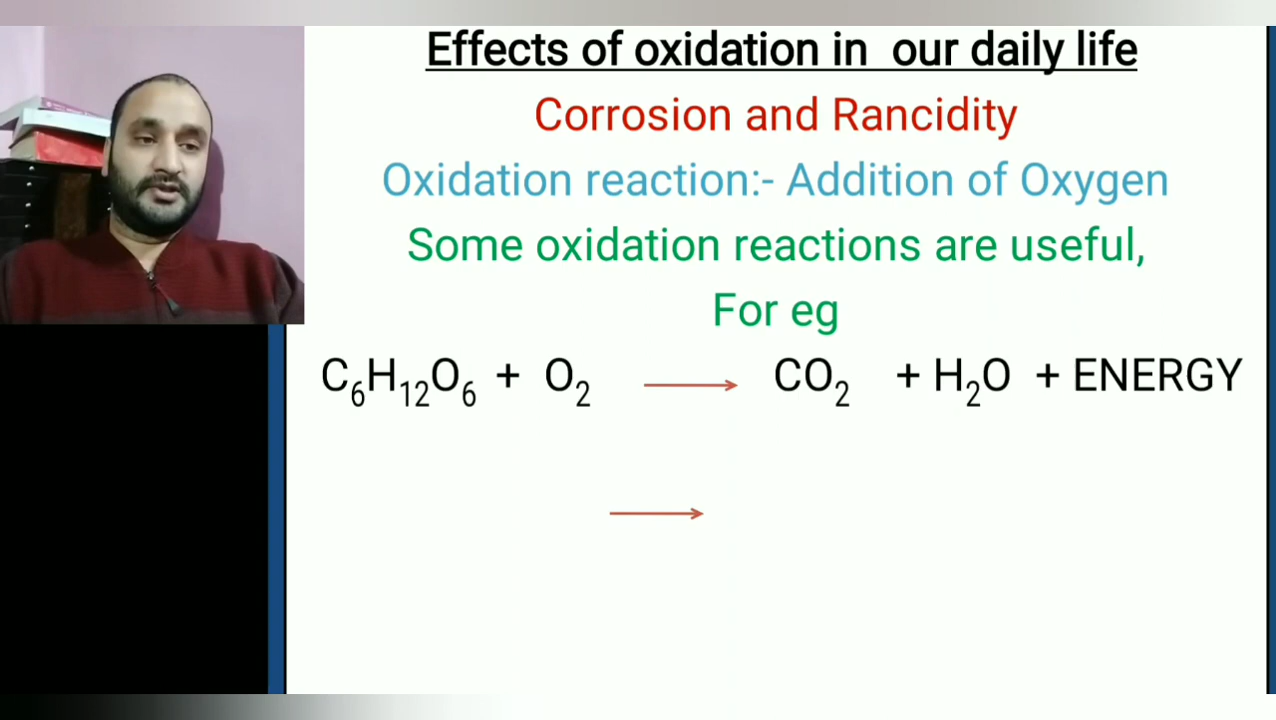 Effects of oxidation in our daily life
Corrosion and Rancidity
Oxidation reaction:- Addition of Oxygen
Some oxidation reactions are useful,
For eg
C₆H₁₂O₆ + O₂ → CO₂ + H₂O + ENERGY
→